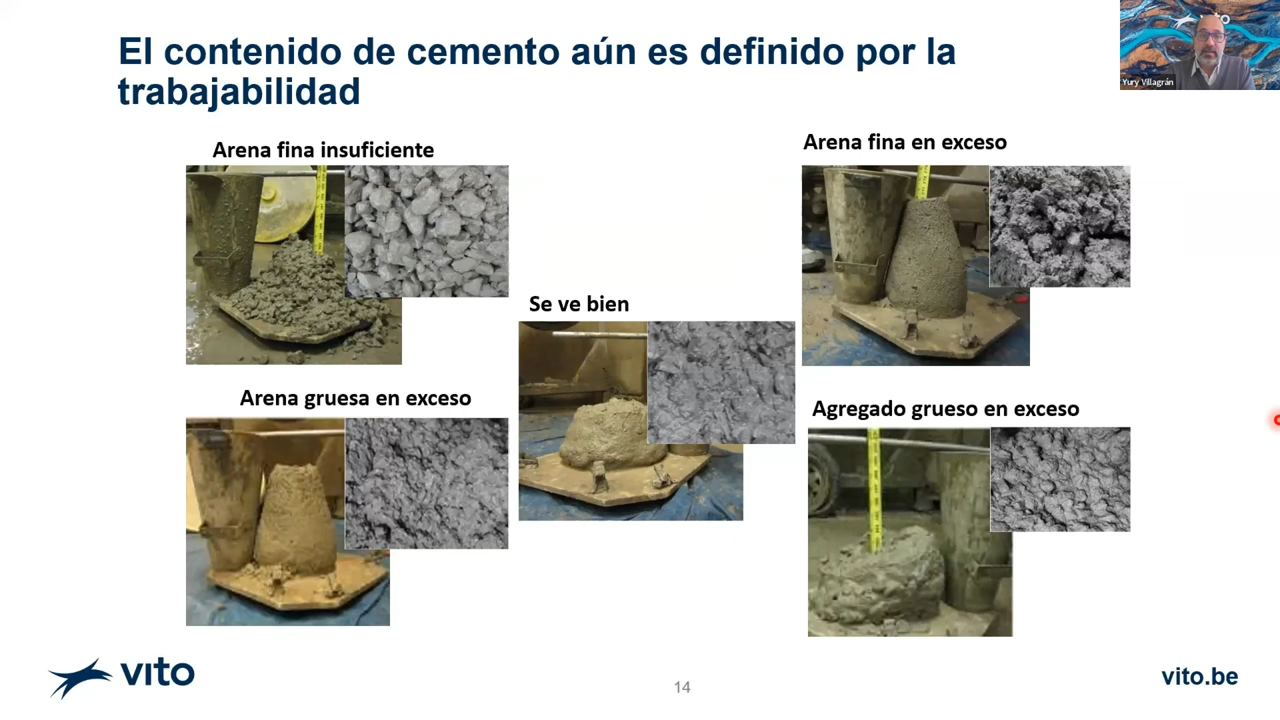 El contenido de cemento aún es definido por la
trabajabilidad
vito
Yury Villagrán
Arena fina insuficiente
Arena fina en exceso
Se ve bien
Arena gruesa en exceso
Agregado grueso en exceso
vito
14
vito.be